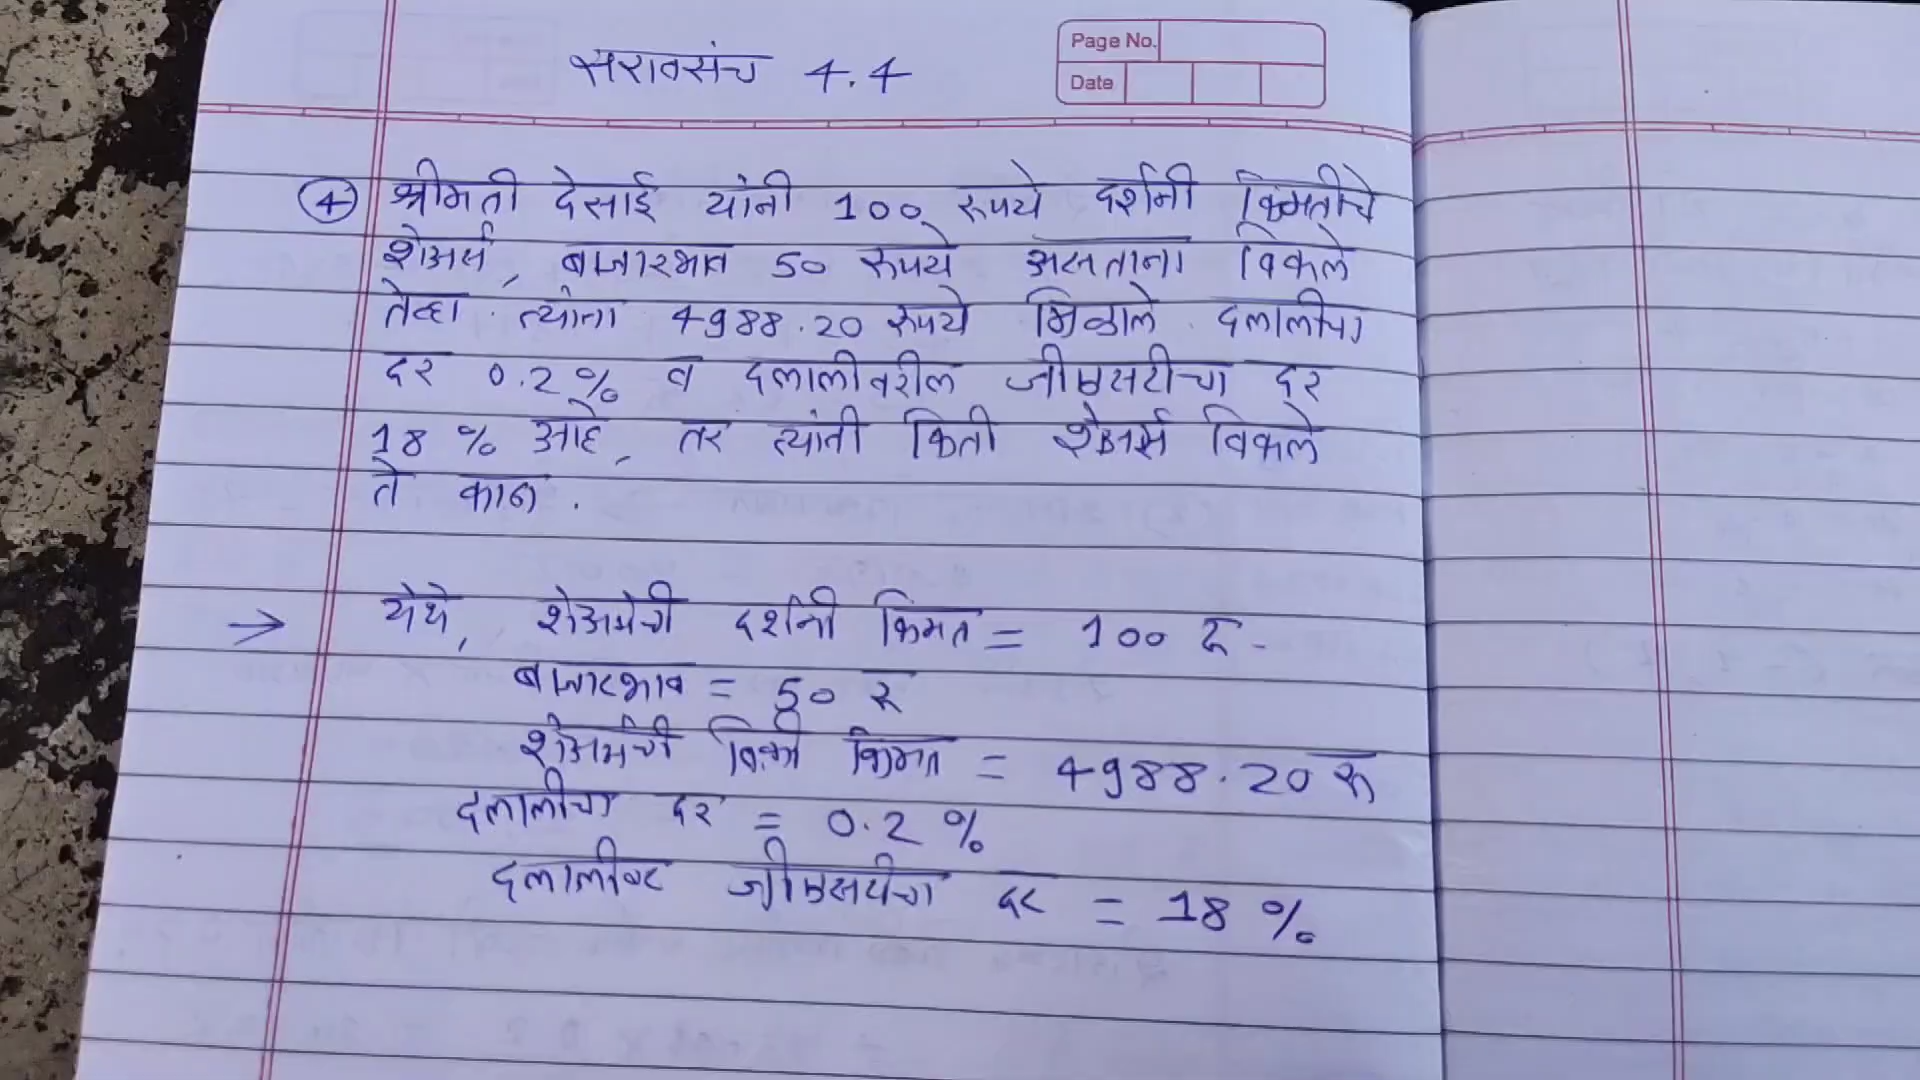 सरावसंच 4.4
Page No.
Date
4 श्रीमती देसाई यांनी 100 रूपये दर्शनी किंमतीचे
शेअर्स, बाजारभाव 50 रूपये असताना विकले
तेव्हा त्यांना 4988.20 रूपये मिळाले. दलालीचा
दर 0.2% व दलालीवरील जीएसटीचा दर
18 % आहे, तर त्यांनी किती शेअर्स विकले
ते काढा.
→ येथे, शेअर्सची दर्शनी किंमत = 100 रू.
बाजारभाव = 50 रू
शेअर्सची विक्री किंमत = 4988.20 रू
दलालीचा दर = 0.2 %
दलालीवर जीएसटीचा दर = 18 %